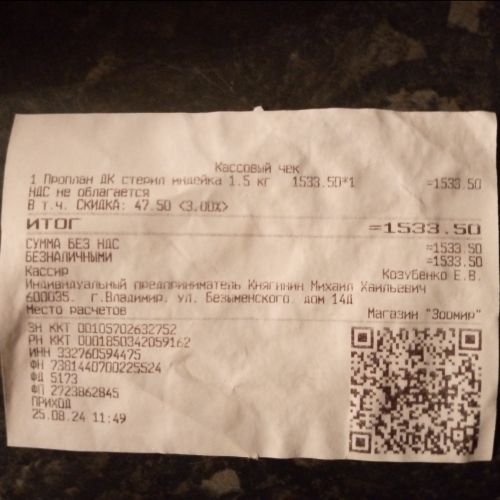 Кассовый чек
1 Проплан ДК стерил индейка 1.5 кг 1533.50*1 =1533.50
НДС не облагается
В т.ч. СКИДКА: 47.50 <3.00%>
ИТОГ =1533.50
СУММА БЕЗ НДС =1533.50
БЕЗНАЛИЧНЫМИ =1533.50
Кассир Козубенко Е.В.
Индивидуальный предприниматель Княгинин Михаил Хаильевич
600035. г.Владимир, ул. Безыменского, дом 14Д
Место расчетов Магазин "Зоомир"
ЗН ККТ 00105702632752
РН ККТ 0001850342059162
ИНН 332760594475
ФН 7381440700225524
ФД 5173
ФП 2723862845
ПРИХОД
25.08.24 11:49